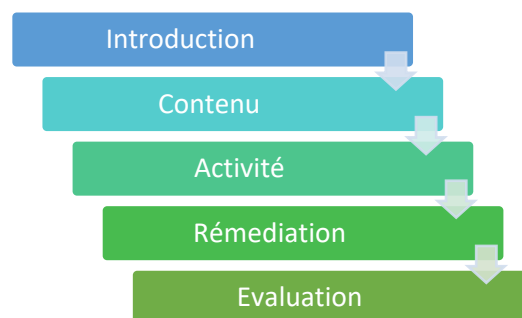 Introduction
Contenu
Activité
Rémediation
Evaluation